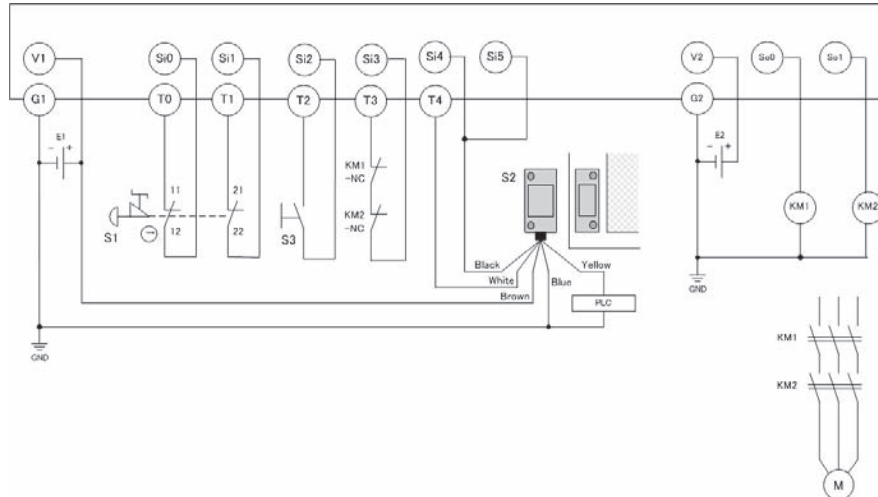 V1
Si0
Si1
Si2
Si3
Si4
Si5
V2
So0
So1
G1
T0
T1
T2
T3
T4
G2
E1
- +
E2
- +
11
21
12
22
S1
S3
KM1
-NC
KM2
-NC
S2
KM1
KM2
Black
White
Brown
Blue
Yellow
PLC
GND
GND
KM1
KM2
M